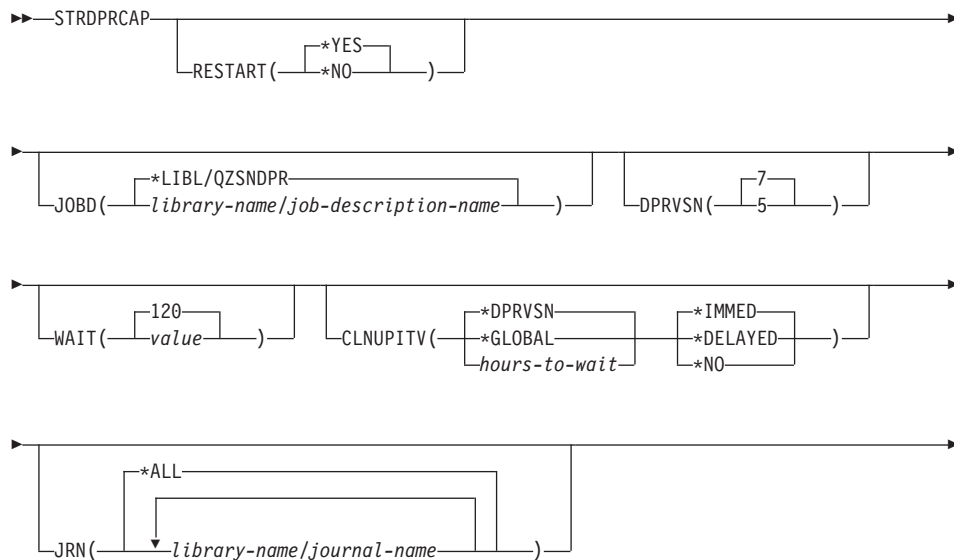 STRDPRCAP
*YES
RESTART( *NO )
*LIBL/QZSNDPR
JOBD( library-name/job-description-name )
7
DPRVSN( 5 )
120
WAIT( value )
*DPRVSN *IMMED
CLNUPITV( *GLOBAL *DELAYED )
hours-to-wait *NO
*ALL
JRN( library-name/journal-name )